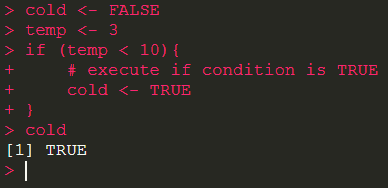 > cold <- FALSE
> temp <- 3
> if (temp < 10){
+     # execute if condition is TRUE
+     cold <- TRUE
+ }
> cold
[1] TRUE
>